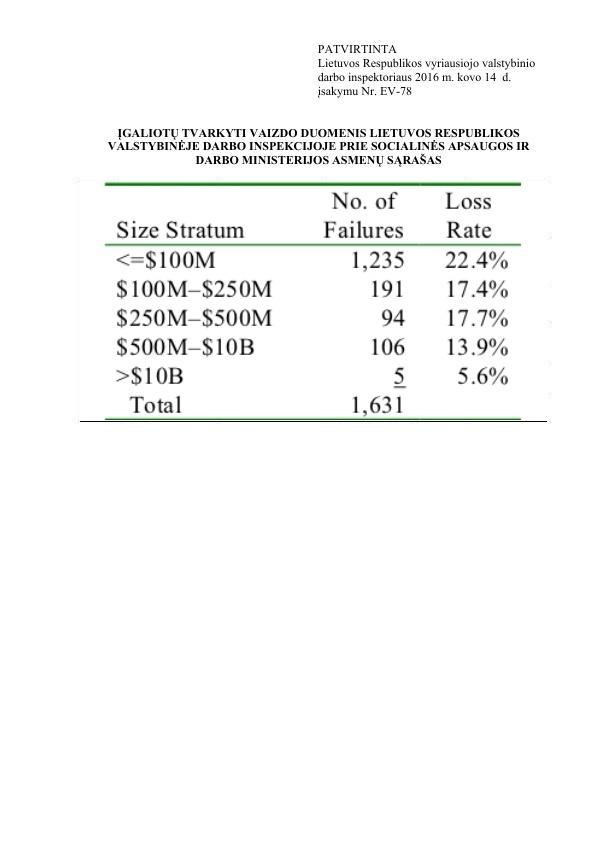 PATVIRTINTA
Lietuvos Respublikos vyriausiojo valstybinio
darbo inspektoriaus 2016 m. kovo 14 d.
įsakymu Nr. EV-78
ĮGALIOTŲ TVARKYTI VAIZDO DUOMENIS LIETUVOS RESPUBLIKOS
VALSTYBINĖJE DARBO INSPEKCIJOJE PRIE SOCIALINĖS APSAUGOS IR
DARBO MINISTERIJOS ASMENŲ SĄRAŠAS
No. of Loss
Size Stratum Failures Rate
<=$100M 1,235 22.4%
$100M–$250M 191 17.4%
$250M–$500M 94 17.7%
$500M–$10B 106 13.9%
>$10B 5 5.6%
Total 1,631